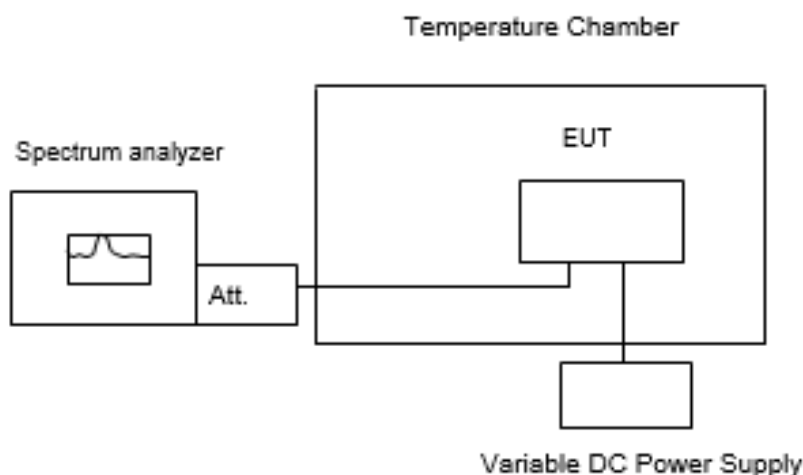 Temperature Chamber
EUT
Spectrum analyzer
Att.
Variable DC Power Supply